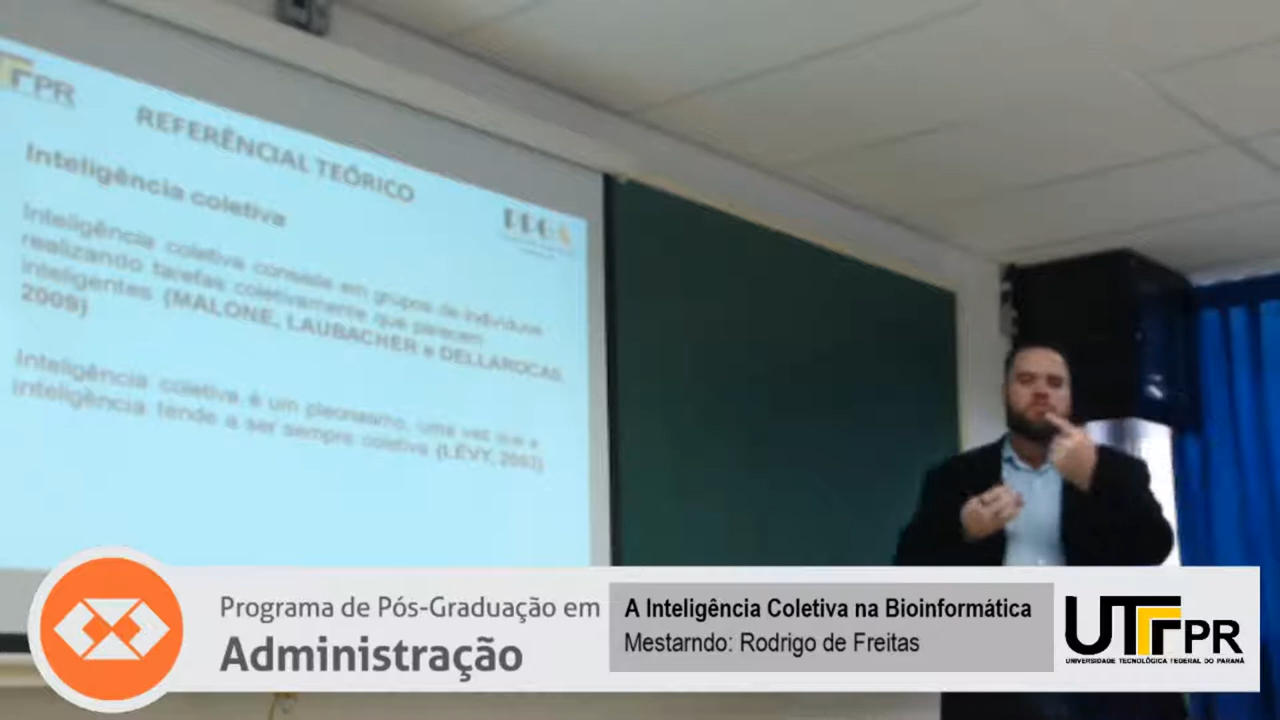 UTFPR
REFERÊNCIAL TEÓRICO
Inteligência coletiva
PPGA
Inteligência coletiva consiste em grupos de indivíduos
realizando tarefas coletivamente que parecem
inteligentes (MALONE, LAUBACHER e DELLAROCAS,
2009)
Inteligência coletiva é um pleonasmo, uma vez que a
inteligência tende a ser sempre coletiva (LÉVY,
Programa de Pós-Graduação em
Administração
A Inteligência Coletiva na Bioinformática
Mestarndo: Rodrigo de Freitas
UTFPR
UNIVERSIDADE TECNOLÓGICA FEDERAL DO PARANÁ